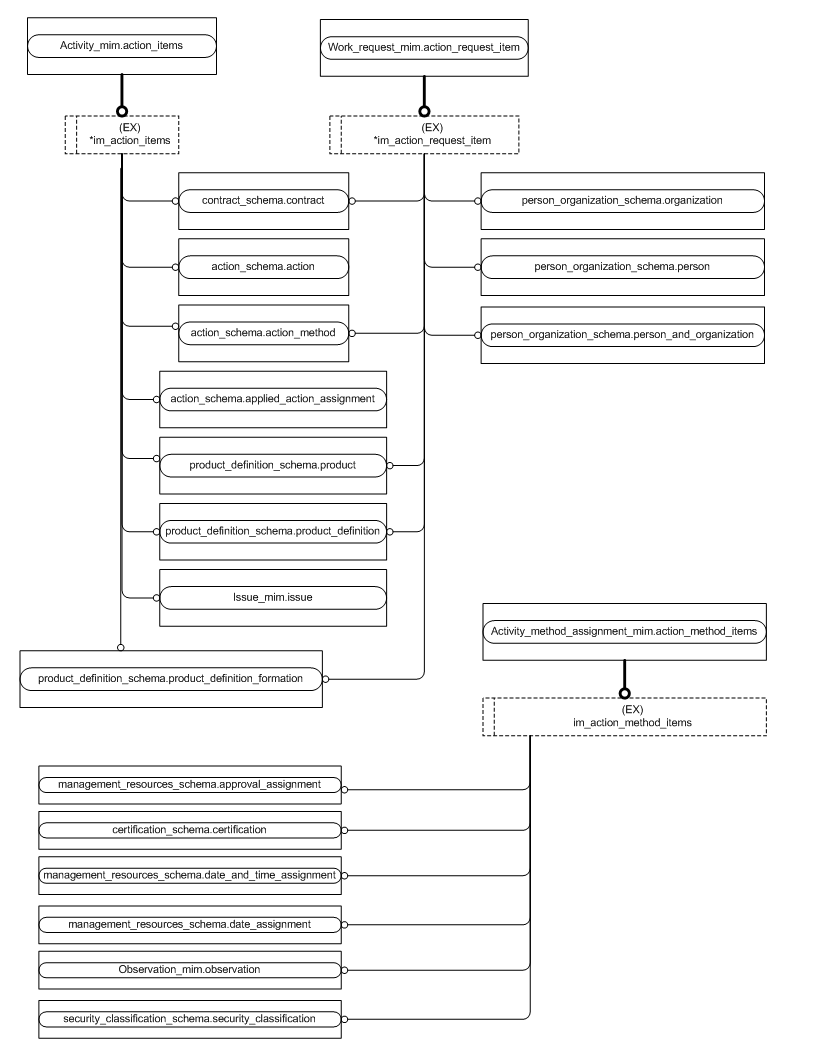 Activity_mim.action_items
Work_request_mim.action_request_item
(EX)
*im_action_items
(EX)
*im_action_request_item
contract_schema.contract
person_organization_schema.organization
action_schema.action
person_organization_schema.person
action_schema.action_method
person_organization_schema.person_and_organization
action_schema.applied_action_assignment
product_definition_schema.product
product_definition_schema.product_definition
Issue_mim.issue
Activity_method_assignment_mim.action_method_items
product_definition_schema.product_definition_formation
(EX)
im_action_method_items
management_resources_schema.approval_assignment
certification_schema.certification
management_resources_schema.date_and_time_assignment
management_resources_schema.date_assignment
Observation_mim.observation
security_classification_schema.security_classification